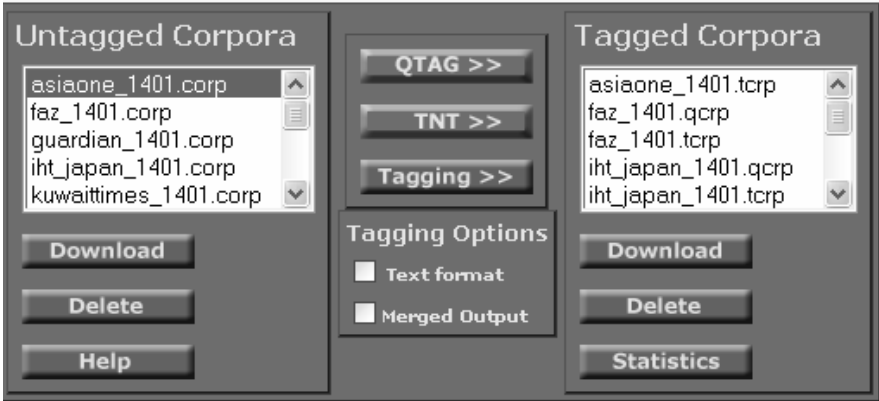 Untagged Corpora
asiaone_1401.corp
faz_1401.corp
guardian_1401.corp
iht_japan_1401.corp
kuwaittimes_1401.corp
Download
Delete
Help
QTAG >>
TNT >>
Tagging >>
Tagging Options
Text format
Merged Output
Tagged Corpora
asiaone_1401.tcrp
faz_1401.qcrp
faz_1401.tcrp
iht_japan_1401.qcrp
iht_japan_1401.tcrp
Download
Delete
Statistics